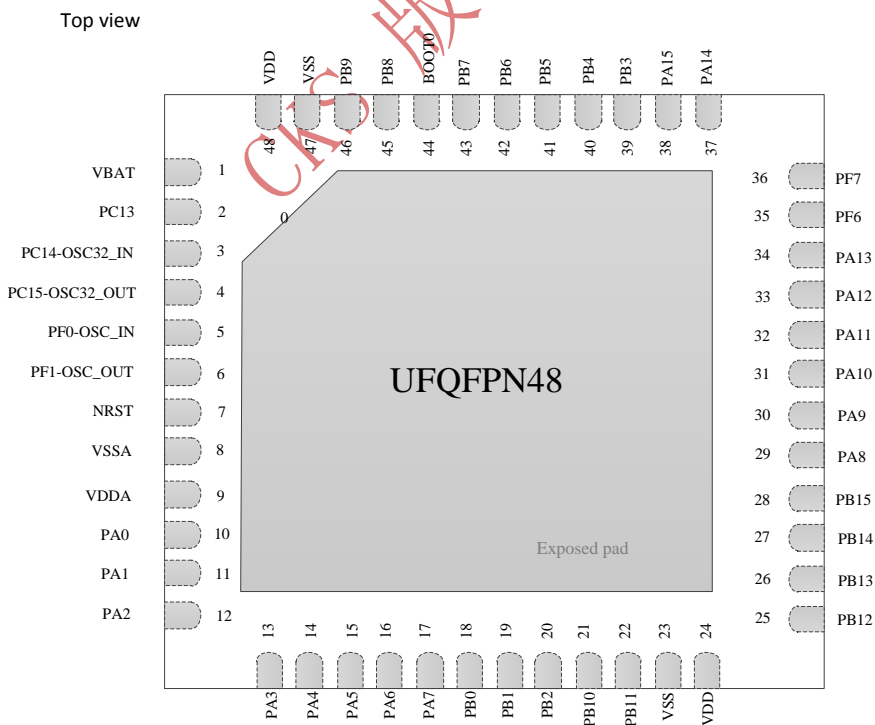 Top view
CKS 版
VDD
VSS
PB9
PB8
BOOT0
PB7
PB6
PB5
PB4
PB3
PA15
PA14
48
47
46
45
44
43
42
41
40
39
38
37
VBAT 1
PC13 2
PC14-OSC32_IN 3
PC15-OSC32_OUT 4
PF0-OSC_IN 5
PF1-OSC_OUT 6
NRST 7
VSSA 8
VDDA 9
PA0 10
PA1 11
PA2 12
0
UFQFPN48
Exposed pad
36 PF7
35 PF6
34 PA13
33 PA12
32 PA11
31 PA10
30 PA9
29 PA8
28 PB15
27 PB14
26 PB13
25 PB12
13
14
15
16
17
18
19
20
21
22
23
24
PA3
PA4
PA5
PA6
PA7
PB0
PB1
PB2
PB10
PB11
VSS
VDD